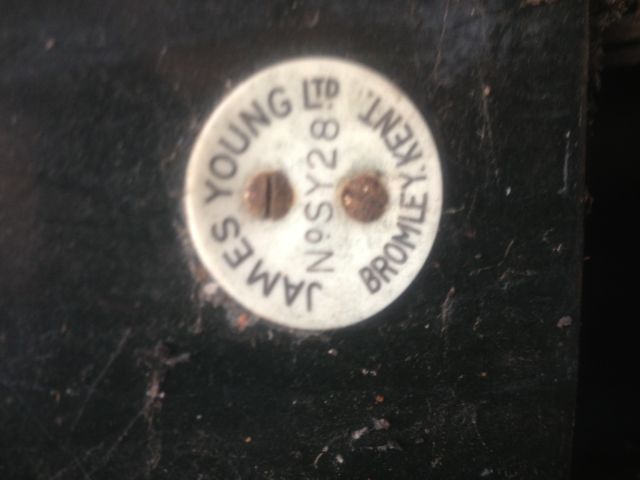 JAMES YOUNG LTD
NO SY28
BROMLEY, KENT.